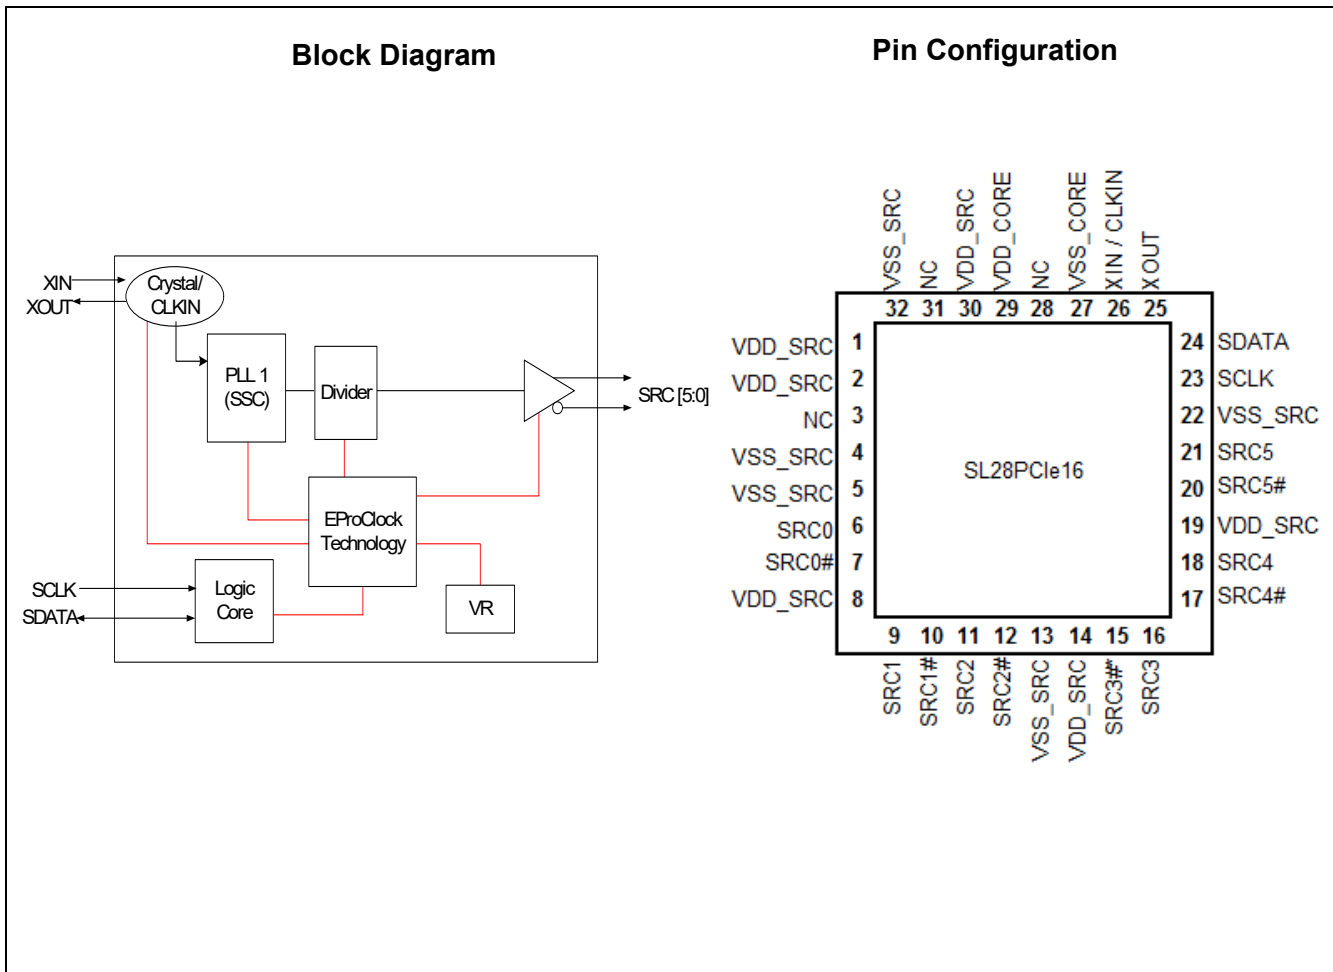 Block Diagram
Pin Configuration
XIN
XOUT
Crystal/
CLKIN
PLL 1
(SSC)
Divider
SRC [5:0]
EProClock
Technology
SCLK
SDATA
Logic
Core
VR
VSS_SRC
NC
VDD_SRC
VDD_CORE
NC
VSS_CORE
XIN / CLKIN
XOUT
32 31 30 29 28 27 26 25
VDD_SRC 1
VDD_SRC 2
NC 3
VSS_SRC 4
VSS_SRC 5
SRC0 6
SRC0# 7
VDD_SRC 8
SL28PCIe16
24 SDATA
23 SCLK
22 VSS_SRC
21 SRC5
20 SRC5#
19 VDD_SRC
18 SRC4
17 SRC4#
9 10 11 12 13 14 15 16
SRC1
SRC1#
SRC2
SRC2#
VSS_SRC
VDD_SRC
SRC3#*
SRC3